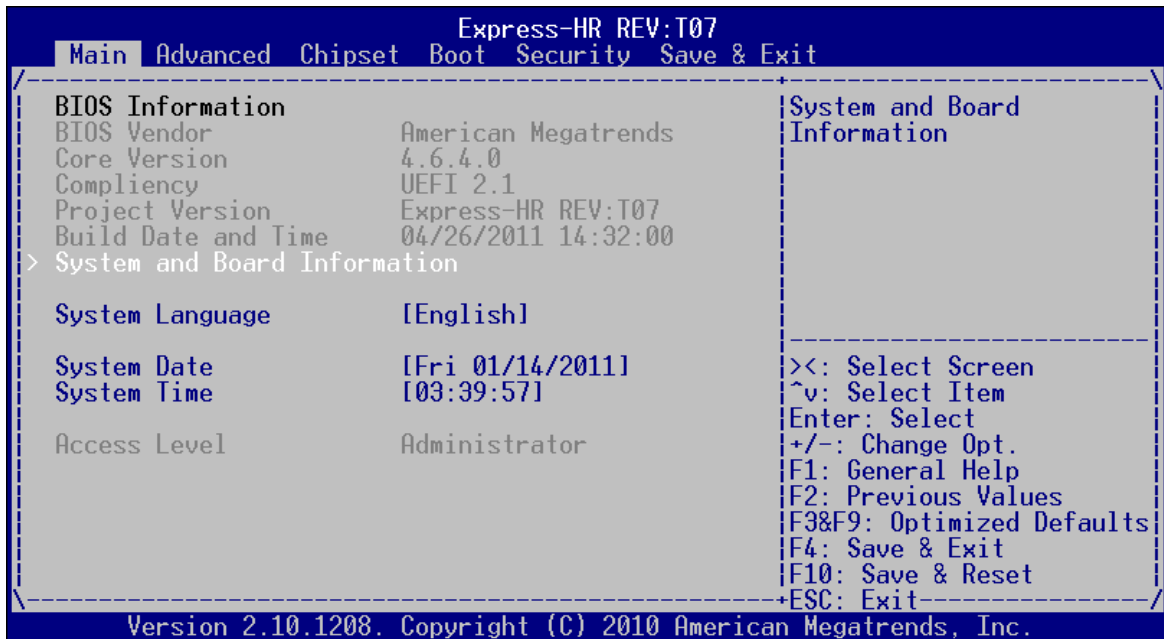 Express-HR REV:T07
Main Advanced Chipset Boot Security Save & Exit
BIOS Information
BIOS Vendor American Megatrends
Core Version 4.6.4.0
Compliency UEFI 2.1
Project Version Express-HR REV:T07
Build Date and Time 04/26/2011 14:32:00
> System and Board Information
System Language [English]
System Date [Fri 01/14/2011]
System Time [03:39:57]
Access Level Administrator
System and Board
Information
><: Select Screen
^v: Select Item
Enter: Select
+/-: Change Opt.
F1: General Help
F2: Previous Values
F3&F9: Optimized Defaults
F4: Save & Exit
F10: Save & Reset
ESC: Exit
Version 2.10.1208. Copyright (C) 2010 American Megatrends, Inc.